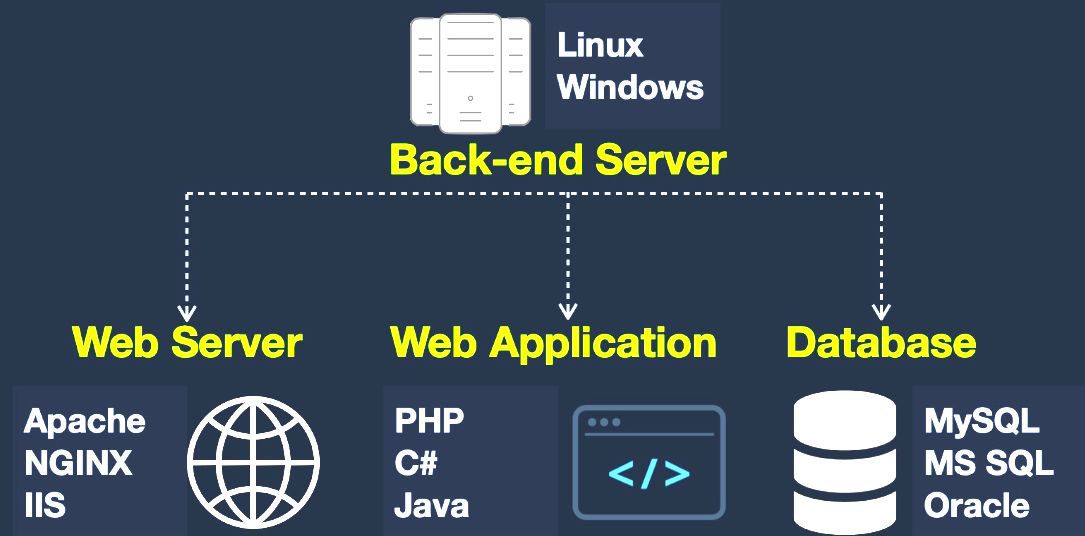 Linux
Windows
Back-end Server
Web Server
Web Application
Database
Apache
NGINX
IIS
PHP
C#
Java
</>
MySQL
MS SQL
Oracle